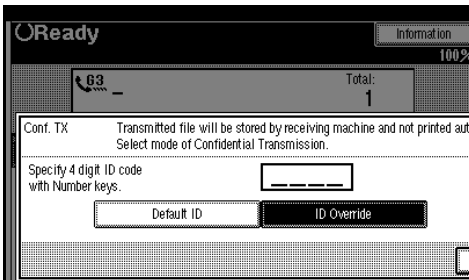 Ready
Information
100%
G3 _
Total:
1
Conf. TX
Transmitted file will be stored by receiving machine and not printed aut
Select mode of Confidential Transmission.
Specify 4 digit ID code
with Number keys.
_ _ _ _
Default ID
ID Override